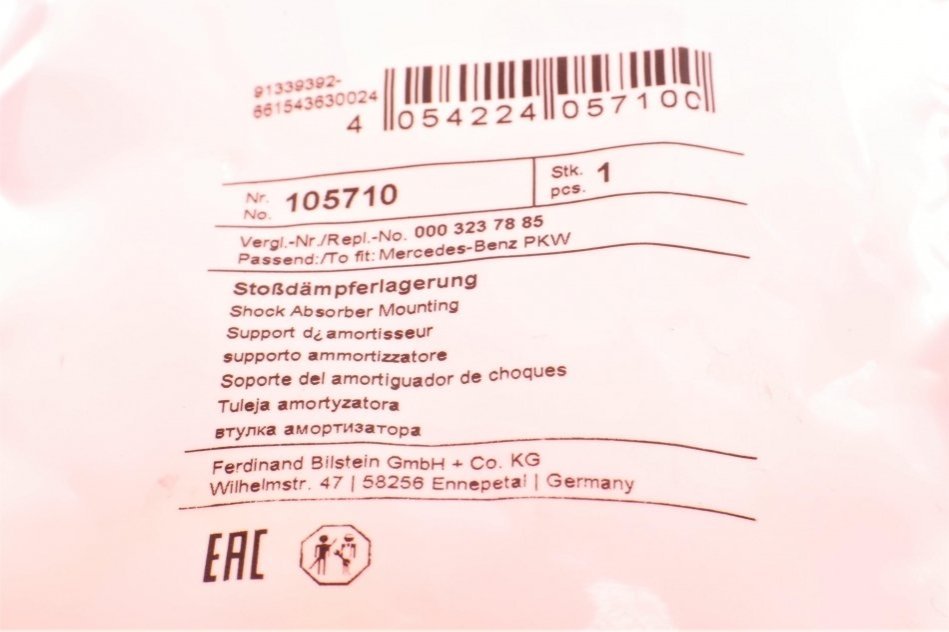 91339392-
661543630024
4 054224 05710C
Nr. No. 105710
Stk. pcs. 1
Vergl.-Nr./Repl.-No. 000 323 78 85
Passend:/To fit: Mercedes-Benz PKW
Stoßdämpferlagerung
Shock Absorber Mounting
Support d¿amortisseur
supporto ammortizzatore
Soporte del amortiguador de choques
Tuleja amortyzatora
втулка амортизатора
Ferdinand Bilstein GmbH + Co. KG
Wilhelmstr. 47 | 58256 Ennepetal | Germany
EAC